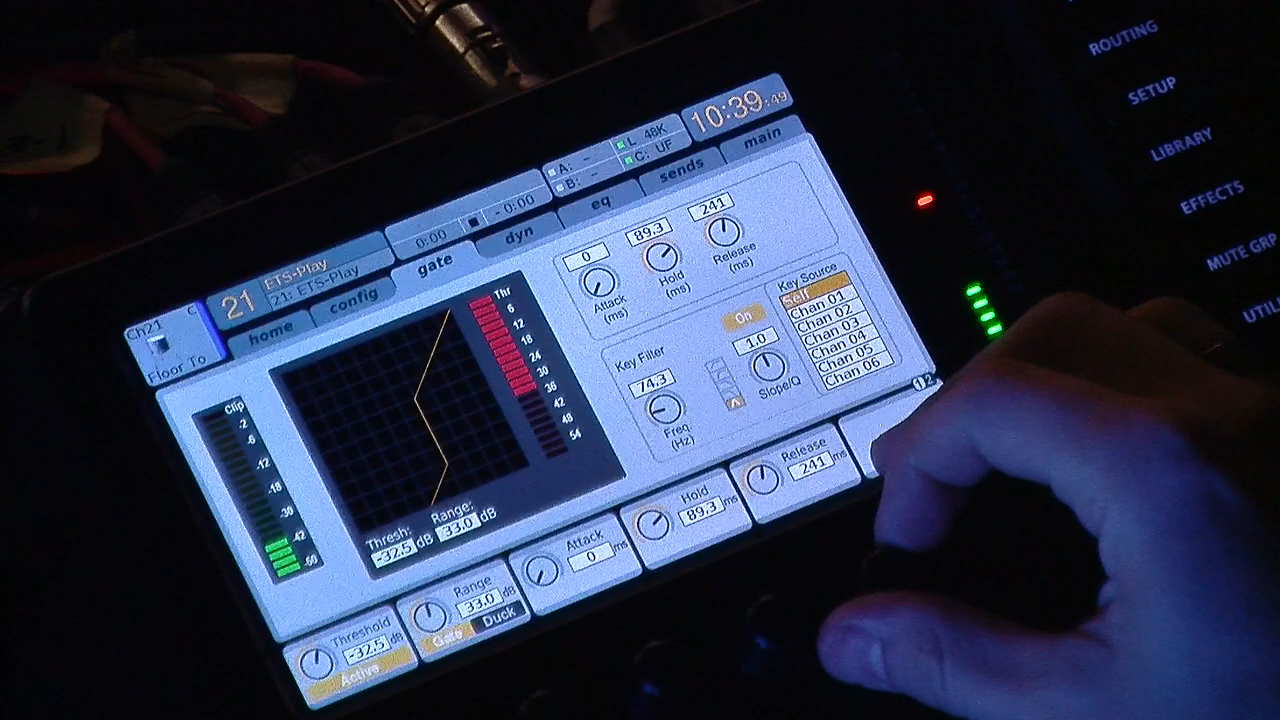 ROUTING
SETUP
LIBRARY
EFFECTS
MUTE GRP
UTIL
Ch21 C
Floor To
21 ETS-Play
21: ETS-Play
0:00 - 0:00
A: - L 48K
B: - C: UF
10:39:49
home config gate dyn eq sends main
Clip
-2
-6
-12
-18
-30
-42
-60
Thr
6
12
18
24
30
36
42
48
54
Thresh: Range:
-32.5 dB 33.0 dB
0 89.3 241
Attack Hold Release
(ms) (ms) (ms)
Key Filter
On
74.3 1.0
Freq Slope/Q
(Hz)
Key Source
Self
Chan 01
Chan 02
Chan 03
Chan 04
Chan 05
Chan 06
1 2
Threshold
-32.5 dB
Active
Range
33.0 dB
Gate Duck
Attack
0 ms
Hold
89.3 ms
Release
241 ms